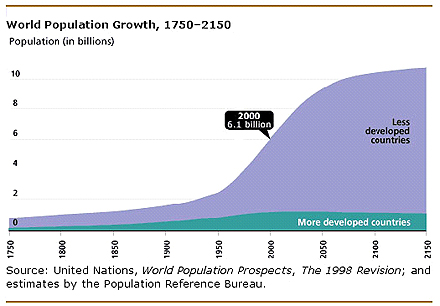 World Population Growth, 1750–2150
Population (in billions)
10
8
6
4
2
0
2000
6.1 billion
Less
developed
countries
More developed countries
1750 1800 1850 1900 1950 2000 2050 2100 2150
Source: United Nations, World Population Prospects, The 1998 Revision; and
estimates by the Population Reference Bureau.